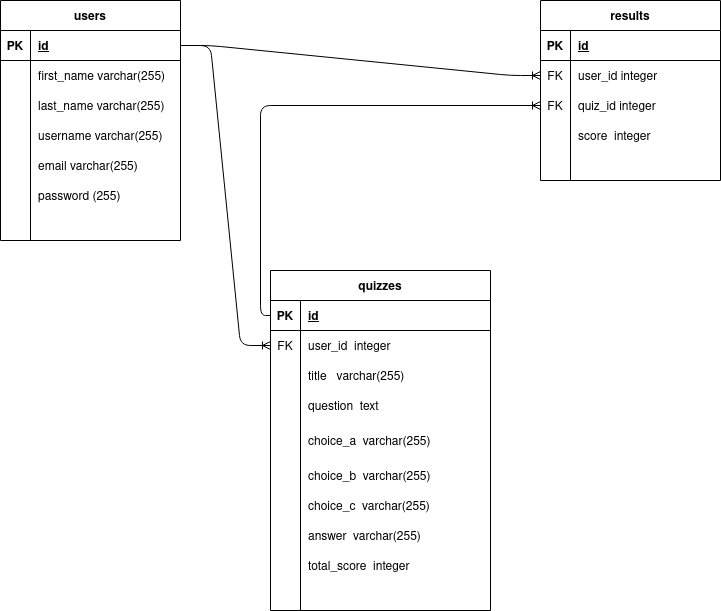 users
PK id
first_name varchar(255)
last_name varchar(255)
username varchar(255)
email varchar(255)
password (255)
results
PK id
FK user_id integer
FK quiz_id integer
score integer
quizzes
PK id
FK user_id integer
title varchar(255)
question text
choice_a varchar(255)
choice_b varchar(255)
choice_c varchar(255)
answer varchar(255)
total_score integer